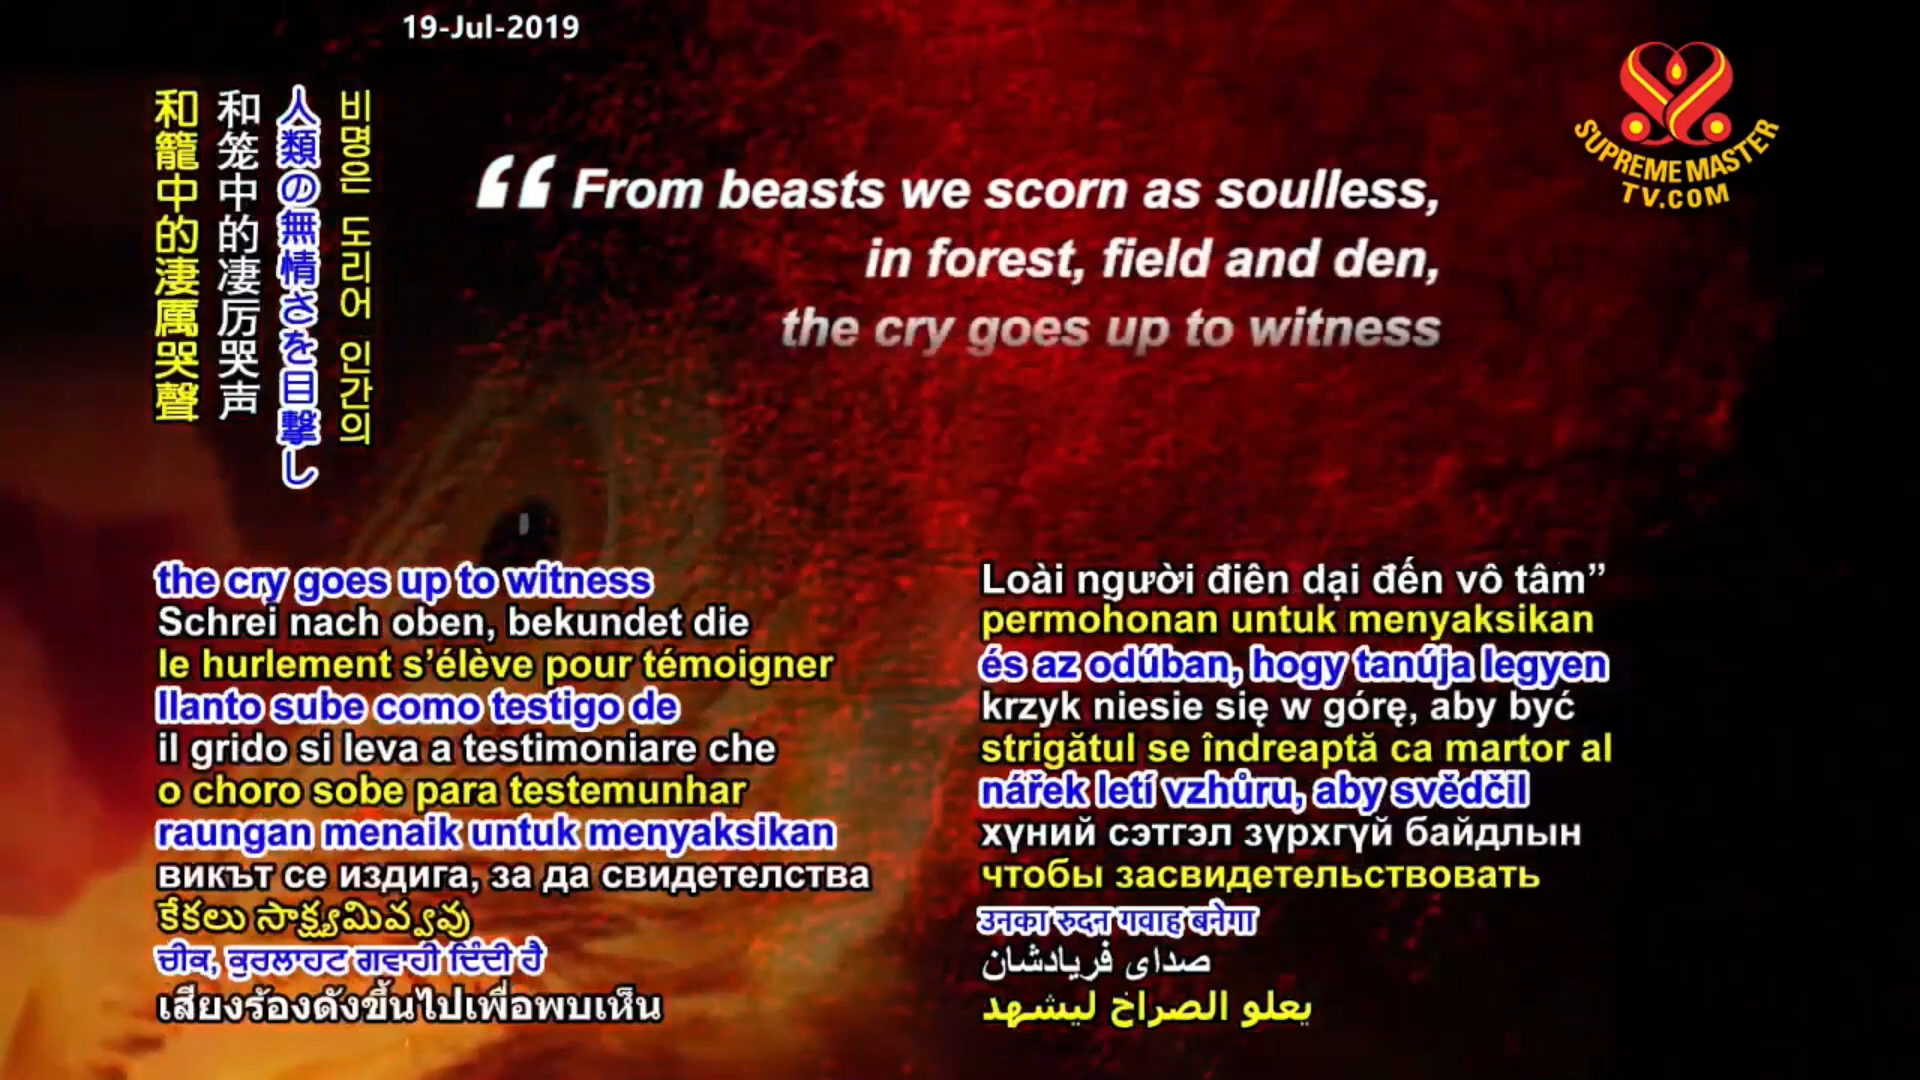 19-Jul-2019
SUPREME MASTER
TV.COM
和籠中的淒厲哭聲
和笼中的凄厉哭声
人類の無情さを目撃し
비명은 도리어 인간의
“From beasts we scorn as soulless,
in forest, field and den,
the cry goes up to witness
the cry goes up to witness
Schrei nach oben, bekundet die
le hurlement s’élève pour témoigner
llanto sube como testigo de
il grido si leva a testimoniare che
o choro sobe para testemunhar
raungan menaik untuk menyaksikan
викът се издига, за да свидетелства
కేకలు సాక్ష్యమివ్వవు
ਚੀਕ, ਕੁਰਲਾਹਟ ਗਵਾਹੀ ਦਿੰਦੀ ਹੈ
เสียงร้องดังขึ้นไปเพื่อพบเห็น
Loài người điên dại đến vô tâm”
permohonan untuk menyaksikan
és az odúban, hogy tanúja legyen
krzyk niesie się w górę, aby być
strigătul se îndreaptă ca martor al
nářek letí vzhůru, aby svědčil
хүний сэтгэл зүрхгүй байдлын
чтобы засвидетельствовать
उनका रुदन गवाह बनेगा
صدای فریادشان
يعلو الصراخ ليشهد